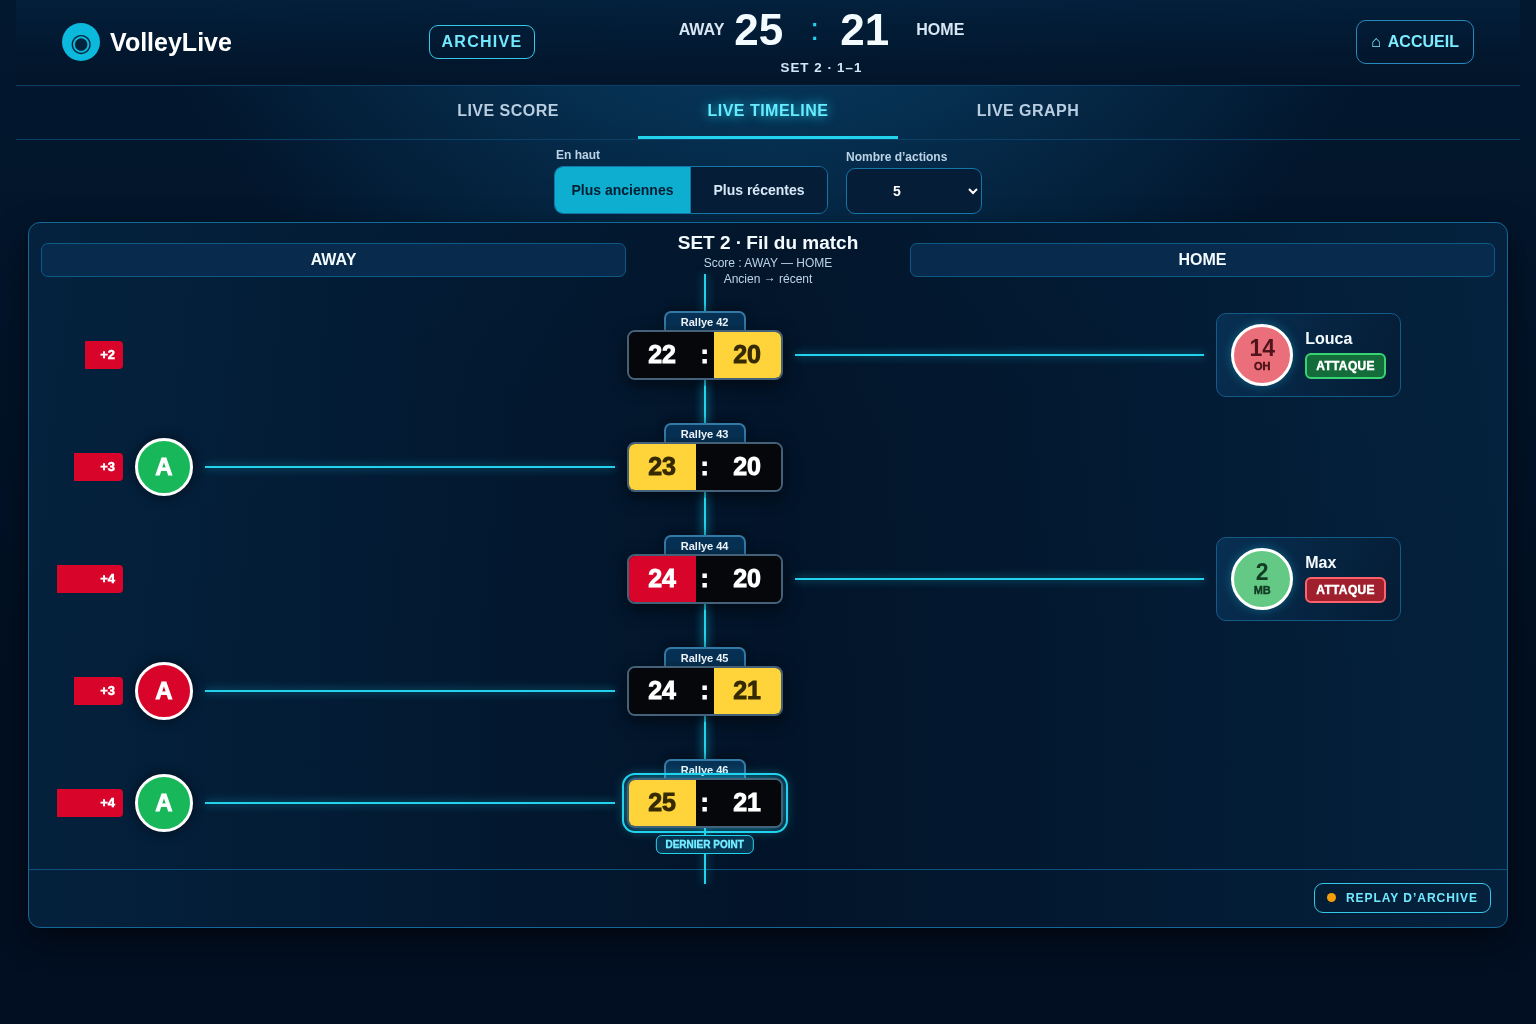 VolleyLive
ARCHIVE
AWAY 25 : 21 HOME
SET 2 · 1–1
⌂ ACCUEIL
LIVE SCORE
LIVE TIMELINE
LIVE GRAPH
En haut
Plus anciennes
Plus récentes
Nombre d’actions
5
AWAY
SET 2 · Fil du match
Score : AWAY — HOME
Ancien → récent
HOME
Rallye 42
+2
22 : 20
14
OH
Louca
ATTAQUE
Rallye 43
+3
A
23 : 20
Rallye 44
+4
24 : 20
2
MB
Max
ATTAQUE
Rallye 45
+3
A
24 : 21
Rallye 46
+4
A
25 : 21
DERNIER POINT
REPLAY D’ARCHIVE